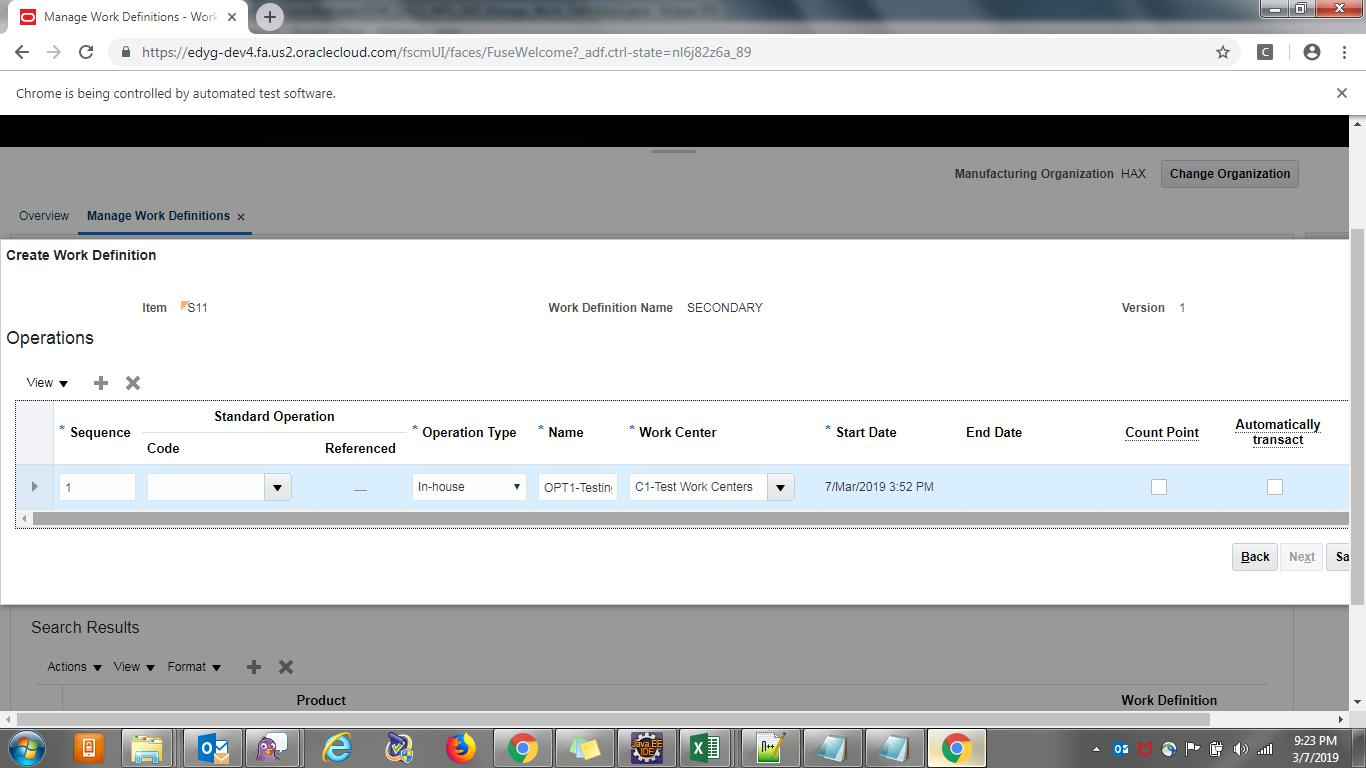 Manage Work Definitions - Work
https://edyg-dev4.fa.us2.oraclecloud.com/fscmUI/faces/FuseWelcome?_adf.ctrl-state=nl6j82z6a_89
C
Chrome is being controlled by automated test software.
Manufacturing Organization HAX Change Organization
Overview Manage Work Definitions
Create Work Definition
Item S11 Work Definition Name SECONDARY Version 1
Operations
View
Standard Operation
* Sequence Code Referenced * Operation Type * Name * Work Center * Start Date End Date Count Point Automatically transact
1 — In-house OPT1-Testing C1-Test Work Centers 7/Mar/2019 3:52 PM
Back Next Sa
Search Results
Actions View Format
Product Work Definition
Java EE
IDE
9:23 PM
3/7/2019